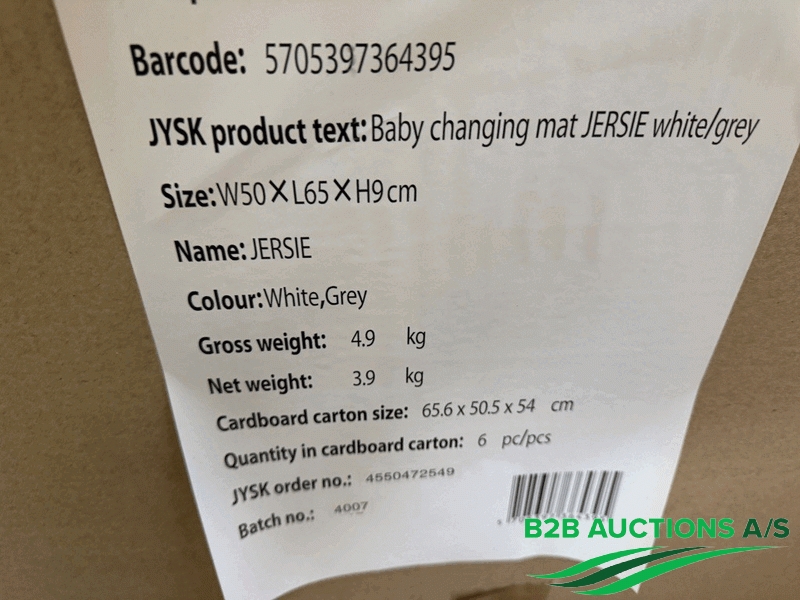 Barcode: 5705397364395
JYSK product text: Baby changing mat JERSIE white/grey
Size: W50×L65×H9cm
Name: JERSIE
Colour: White,Grey
Gross weight: 4.9 kg
Net weight: 3.9 kg
Cardboard carton size: 65.6 x 50.5 x 54 cm
Quantity in cardboard carton: 6 pc/pcs
JYSK order no.: 4550472549
Batch no.: 4007
B2B AUCTIONS A/S